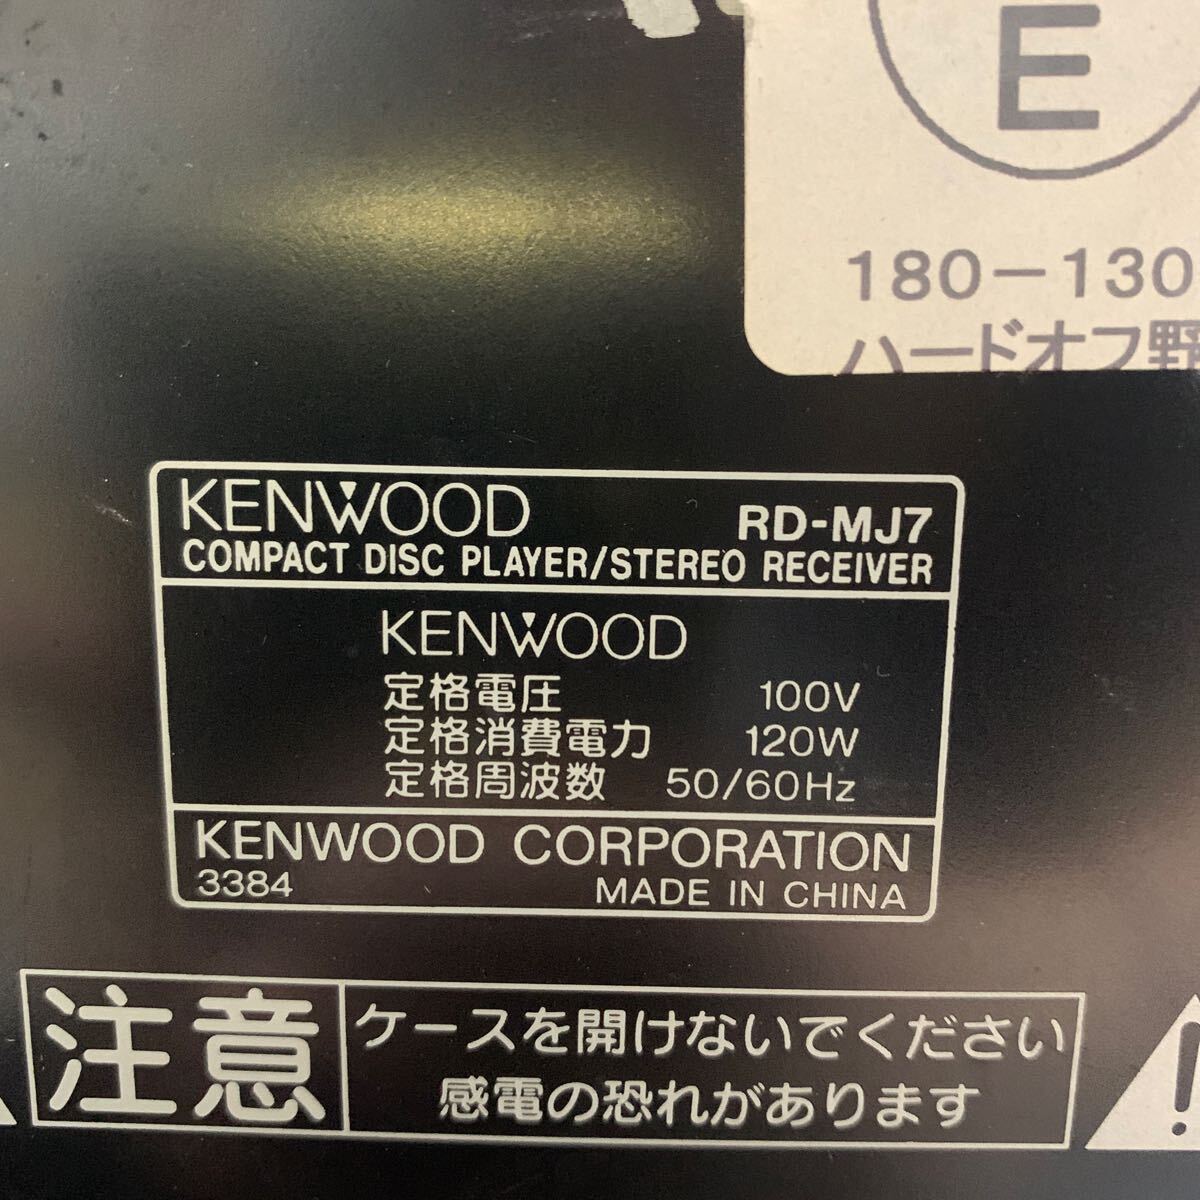 E
180-130
ハードオフ野
KENWOOD RD-MJ7
COMPACT DISC PLAYER/STEREO RECEIVER
KENWOOD
定格電圧 100V
定格消費電力 120W
定格周波数 50/60Hz
KENWOOD CORPORATION
3384 MADE IN CHINA
注意
ケースを開けないでください
感電の恐れがあります
!